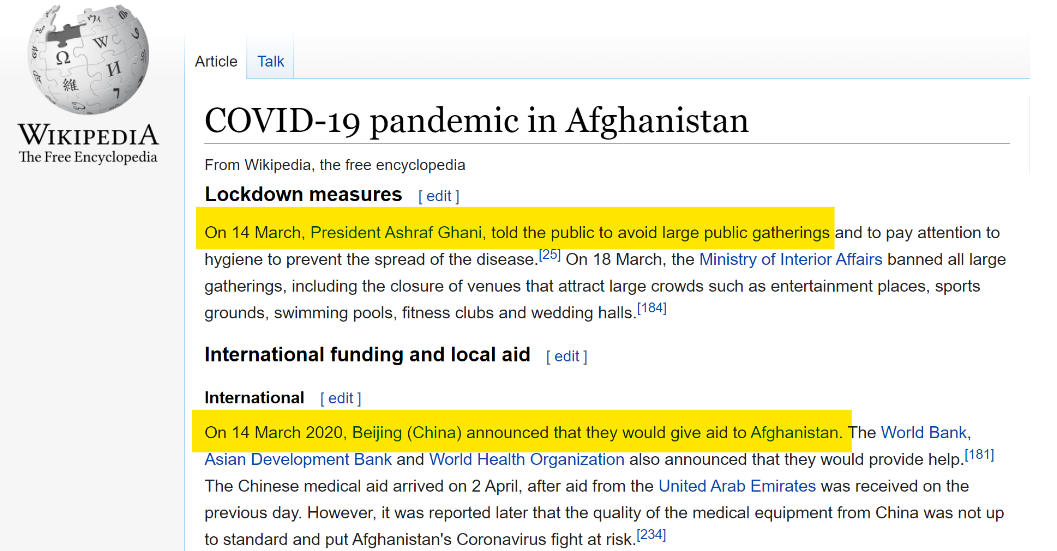 WIKIPEDIA
The Free Encyclopedia
Article Talk
COVID-19 pandemic in Afghanistan
From Wikipedia, the free encyclopedia
Lockdown measures [ edit ]
On 14 March, President Ashraf Ghani, told the public to avoid large public gatherings and to pay attention to
hygiene to prevent the spread of the disease.[25] On 18 March, the Ministry of Interior Affairs banned all large
gatherings, including the closure of venues that attract large crowds such as entertainment places, sports
grounds, swimming pools, fitness clubs and wedding halls.[184]
International funding and local aid [ edit ]
International [ edit ]
On 14 March 2020, Beijing (China) announced that they would give aid to Afghanistan. The World Bank,
Asian Development Bank and World Health Organization also announced that they would provide help.[181]
The Chinese medical aid arrived on 2 April, after aid from the United Arab Emirates was received on the
previous day. However, it was reported later that the quality of the medical equipment from China was not up
to standard and put Afghanistan's Coronavirus fight at risk.[234]